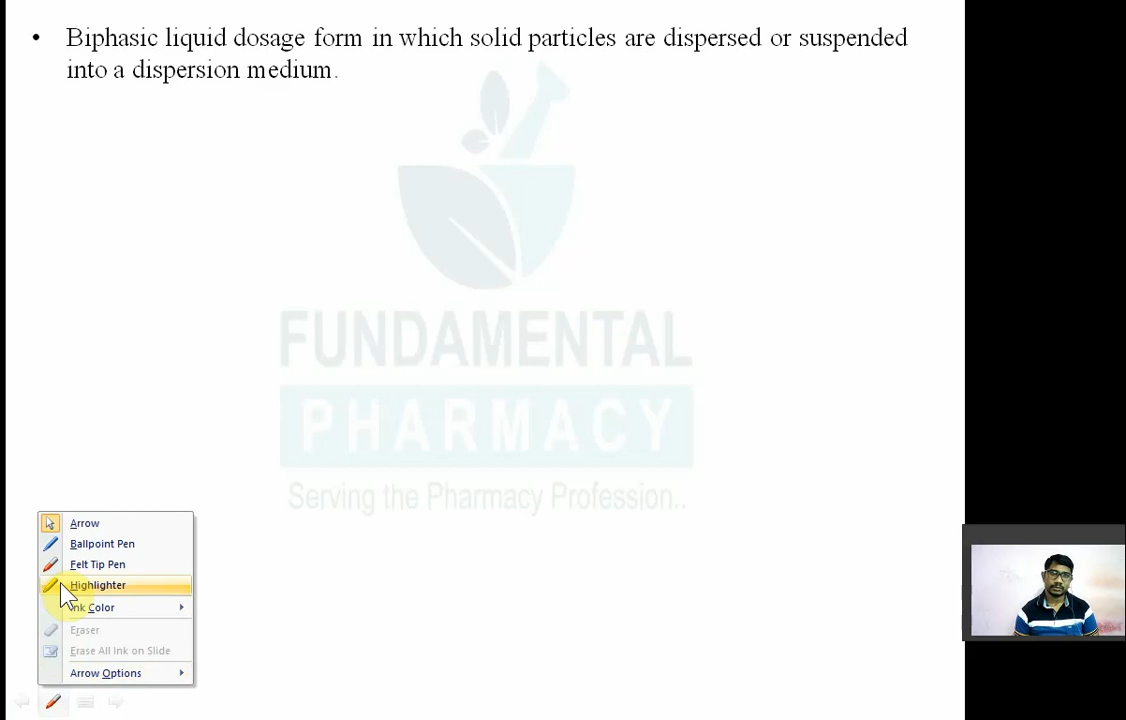 • Biphasic liquid dosage form in which solid particles are dispersed or suspended
into a dispersion medium.
FUNDAMENTAL
PHARMACY
Serving the Pharmacy Profession..
Arrow
Ballpoint Pen
Felt Tip Pen
Highlighter
Ink Color
Eraser
Erase All Ink on Slide
Arrow Options